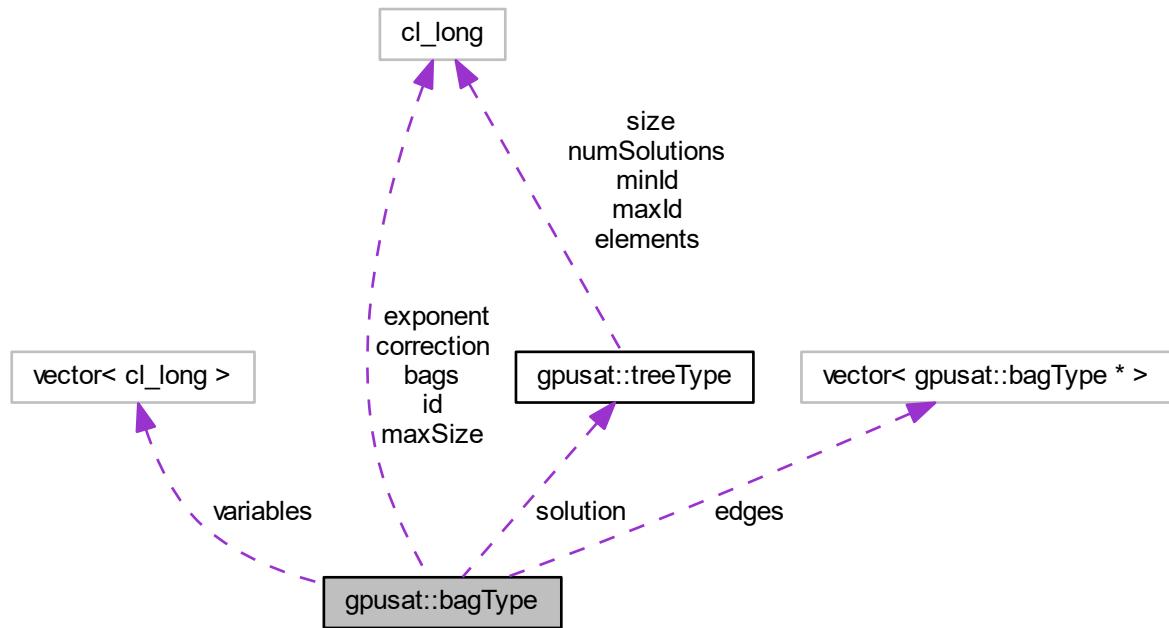 cl_long
size
numSolutions
minId
maxId
elements
exponent
correction
bags
id
maxSize
vector< cl_long >
gpusat::treeType
vector< gpusat::bagType * >
variables
solution
edges
gpusat::bagType